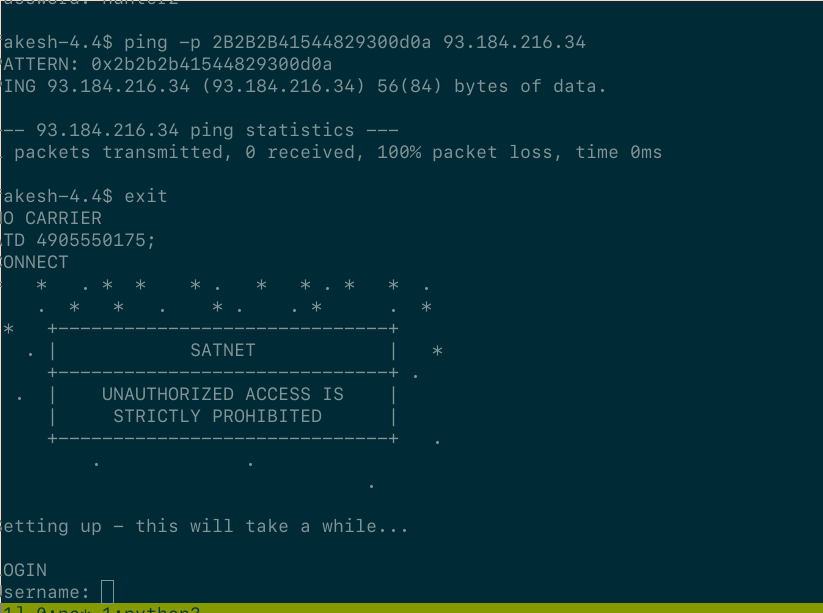 akesh-4.4$ ping -p 2B2B2B41544829300d0a 93.184.216.34
ATTERN: 0x2b2b2b41544829300d0a
ING 93.184.216.34 (93.184.216.34) 56(84) bytes of data.
-- 93.184.216.34 ping statistics ---
packets transmitted, 0 received, 100% packet loss, time 0ms
akesh-4.4$ exit
O CARRIER
TD 4905550175;
ONNECT
SATNET
UNAUTHORIZED ACCESS IS
STRICTLY PROHIBITED
etting up - this will take a while...
OGIN
sername: